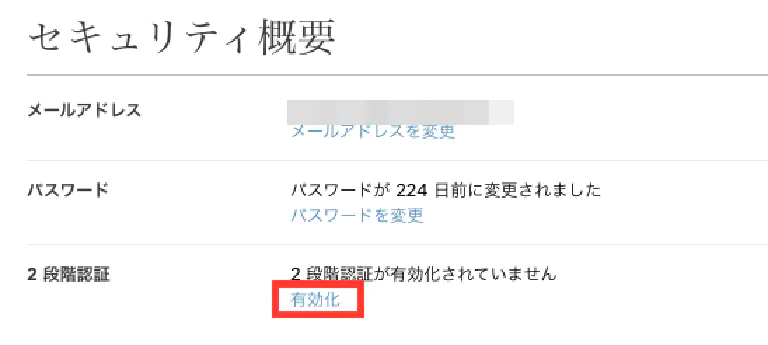 セキュリティ概要
メールアドレス
メールアドレスを変更
パスワード
パスワードが 224 日前に変更されました
パスワードを変更
2 段階認証
2 段階認証が有効化されていません
有効化